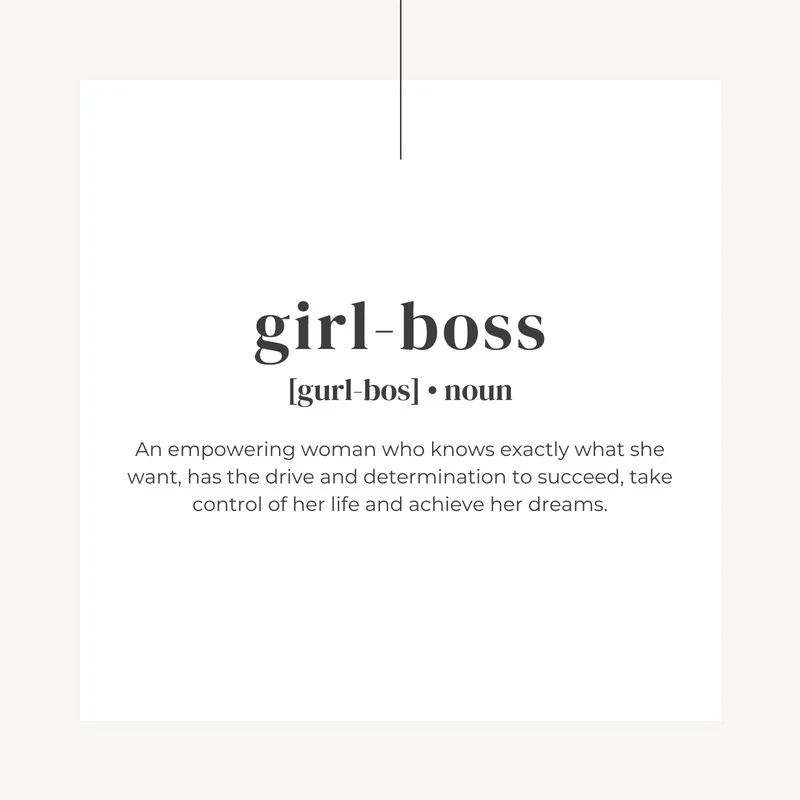 girl-boss
[gurl-bos] • noun
An empowering woman who knows exactly what she
want, has the drive and determination to succeed, take
control of her life and achieve her dreams.